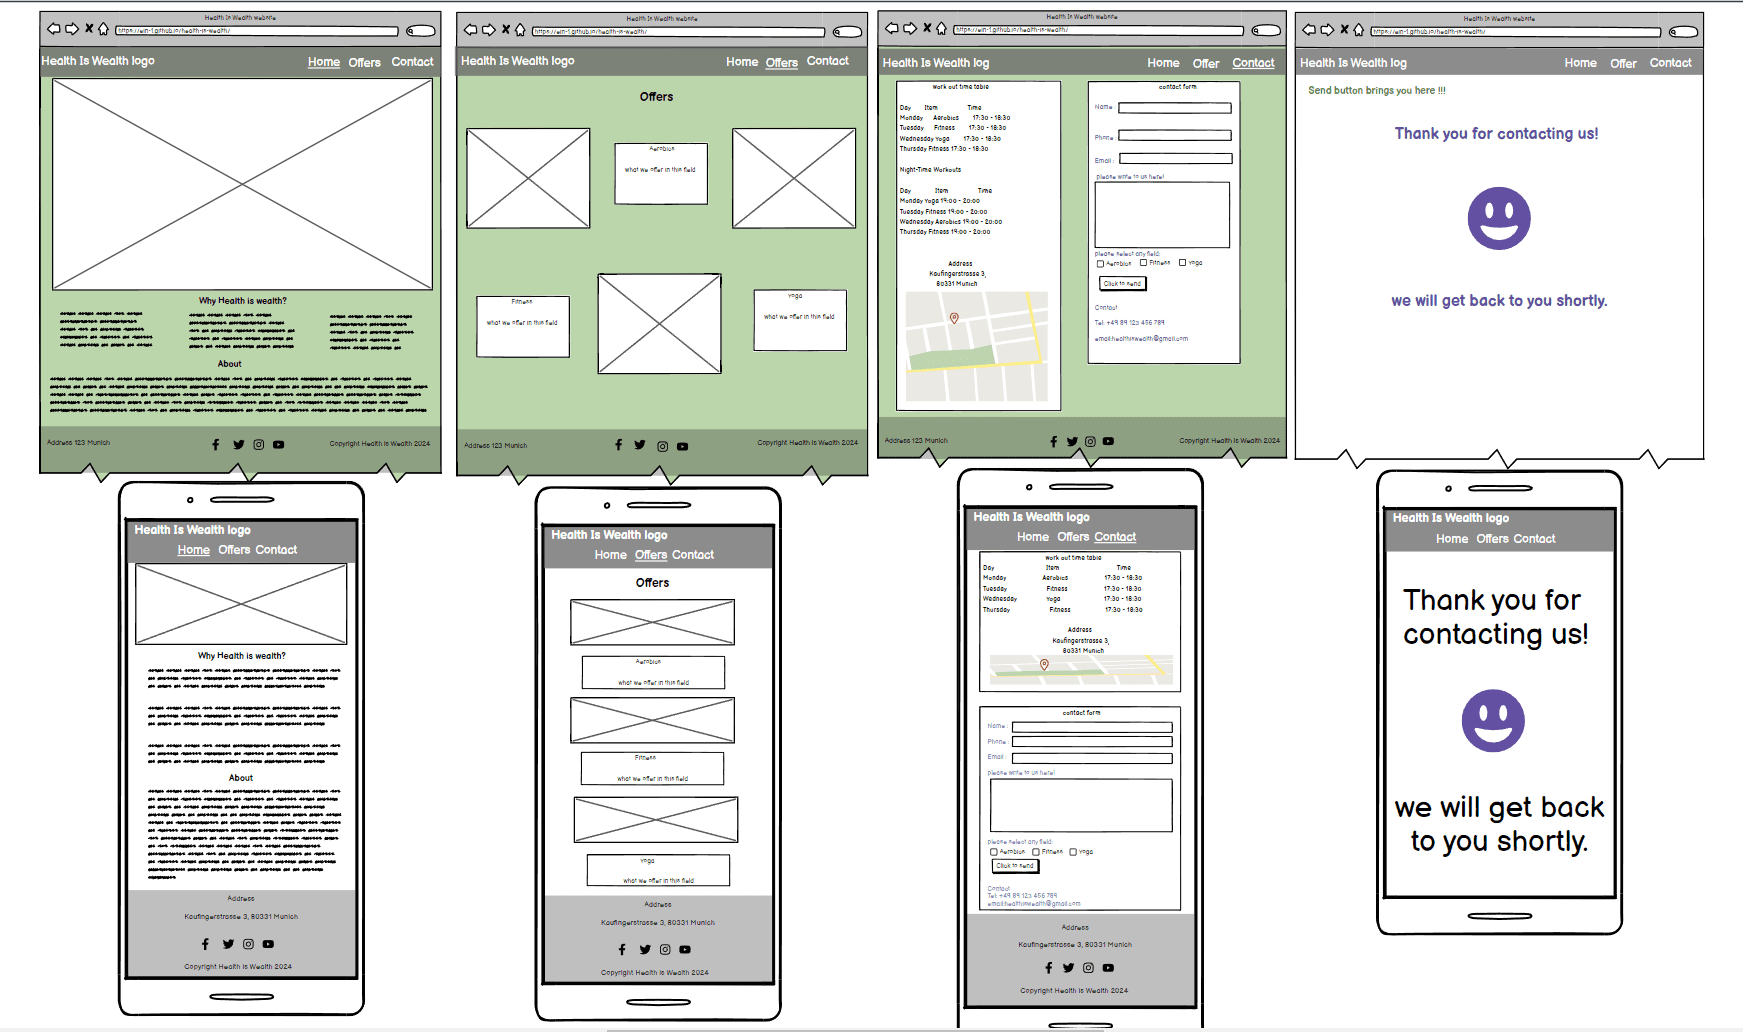 Health Is Wealth website
https://ein-1.github.io/health-is-wealth/
Health Is Wealth logo
Home Offers Contact
Why Health is wealth?
About
Address 123 Munich
Copyright Health Is Wealth 2024
Health Is Wealth website
https://ein-1.github.io/health-is-wealth/
Health Is Wealth logo
Home Offers Contact
Offers
Aerobics
what we offer in this field
Fitness
what we offer in this field
Yoga
what we offer in this field
Address 123 Munich
Copyright Health Is Wealth 2024
Health Is Wealth website
https://ein-1.github.io/health-is-wealth/
Health Is Wealth log
Home Offer Contact
Work out time table
Day Item Time
Monday Aerobics 17:30 - 18:30
Tuesday Fitness 17:30 - 18:30
Wednesday Yoga 17:30 - 18:30
Thursday Fitness 17:30 - 18:30
Night-Time Workouts
Day Item Time
Monday Yoga 19:00 - 20:00
Tuesday Fitness 19:00 - 20:00
Wednesday Aerobics 19:00 - 20:00
Thursday Fitness 19:00 - 20:00
Address
Kaufingerstrasse 3,
80331 Munich
contact form
Name :
Phone :
Email :
please write to us here!
please select any field:
Aerobics Fitness Yoga
Click to send
Contact
Tel: +49 89 123 456 789
email:healthiswealth@gmail.com
Address 123 Munich
Copyright Health Is Wealth 2024
Health Is Wealth website
https://ein-1.github.io/health-is-wealth/
Health Is Wealth log
Home Offer Contact
Send button brings you here !!!
Thank you for contacting us!
we will get back to you shortly.
Health Is Wealth logo
Home Offers Contact
Why Health is wealth?
About
Address
Kaufingerstrasse 3, 80331 Munich
Copyright Health Is Wealth 2024
Health Is Wealth logo
Home Offers Contact
Offers
Aerobics
what we offer in this field
Fitness
what we offer in this field
Yoga
what we offer in this field
Address
Kaufingerstrasse 3, 80331 Munich
Copyright Health Is Wealth 2024
Health Is Wealth logo
Home Offers Contact
Work out time table
Day Item Time
Monday Aerobics 17:30 - 18:30
Tuesday Fitness 17:30 - 18:30
Wednesday Yoga 17:30 - 18:30
Thursday Fitness 17:30 - 18:30
Address
Kaufingerstrasse 3,
80331 Munich
contact form
Name :
Phone :
Email :
please write to us here!
please select any field:
Aerobics Fitness Yoga
Click to send
Contact
Tel: +49 89 123 456 789
email:healthiswealth@gmail.com
Address
Kaufingerstrasse 3, 80331 Munich
Copyright Health Is Wealth 2024
Health Is Wealth logo
Home Offers Contact
Thank you for
contacting us!
we will get back
to you shortly.